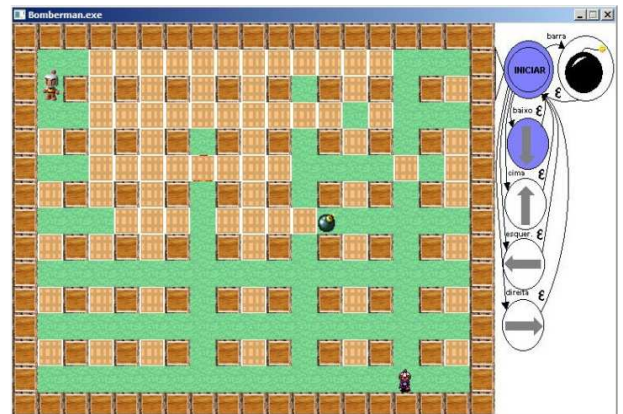 Bomberman.exe
barra
INICIAR
ε
baixo ε
cima ε
esquer. ε
direita ε